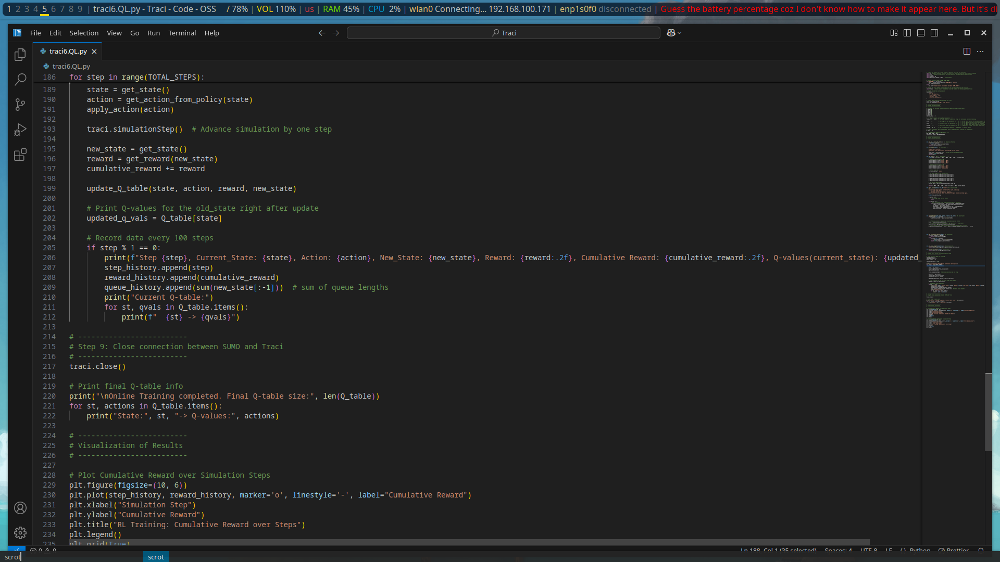 1 2 3 4 5 6 7 8 9 | traci6.QL.py - Traci - Code - OSS / 78% | VOL 110% | us | RAM 45% | CPU 2% | wlan0 Connecting... 192.168.100.171 | enp1s0f0 disconnected | Guess the battery percentage coz I don't know how to make it appear here. But it's
File Edit Selection View Go Run Terminal Help Traci
traci6.QL.py
traci6.QL.py
186 for step in range(TOTAL_STEPS):
189 state = get_state()
190 action = get_action_from_policy(state)
191 apply_action(action)
192
193 traci.simulationStep()  # Advance simulation by one step
194
195 new_state = get_state()
196 reward = get_reward(new_state)
197 cumulative_reward += reward
198
199 update_Q_table(state, action, reward, new_state)
200
201 # Print Q-values for the old_state right after update
202 updated_q_vals = Q_table[state]
203
204 # Record data every 100 steps
205 if step % 1 == 0:
206 print(f"Step {step}, Current_State: {state}, Action: {action}, New_State: {new_state}, Reward: {reward:.2f}, Cumulative Reward: {cumulative_reward:.2f}, Q-values(current_state): {updated_
207 step_history.append(step)
208 reward_history.append(cumulative_reward)
209 queue_history.append(sum(new_state[:-1]))  # sum of queue lengths
210 print("Current Q-table:")
211 for st, qvals in Q_table.items():
212 print(f"  {st} -> {qvals}")
213
214 # -------------------------
215 # Step 9: Close connection between SUMO and Traci
216 # -------------------------
217 traci.close()
218
219 # Print final Q-table info
220 print("\nOnline Training completed. Final Q-table size:", len(Q_table))
221 for st, actions in Q_table.items():
222 print("State:", st, "-> Q-values:", actions)
223
224 # -------------------------
225 # Visualization of Results
226 # -------------------------
227
228 # Plot Cumulative Reward over Simulation Steps
229 plt.figure(figsize=(10, 6))
230 plt.plot(step_history, reward_history, marker='o', linestyle='-', label="Cumulative Reward")
231 plt.xlabel("Simulation Step")
232 plt.ylabel("Cumulative Reward")
233 plt.title("RL Training: Cumulative Reward over Steps")
234 plt.legend()
235 plt.grid(True)
0 0 Ln 188, Col 1 (35 selected) Spaces: 4 UTF-8 LF {} Python Prettier
scrot scrot